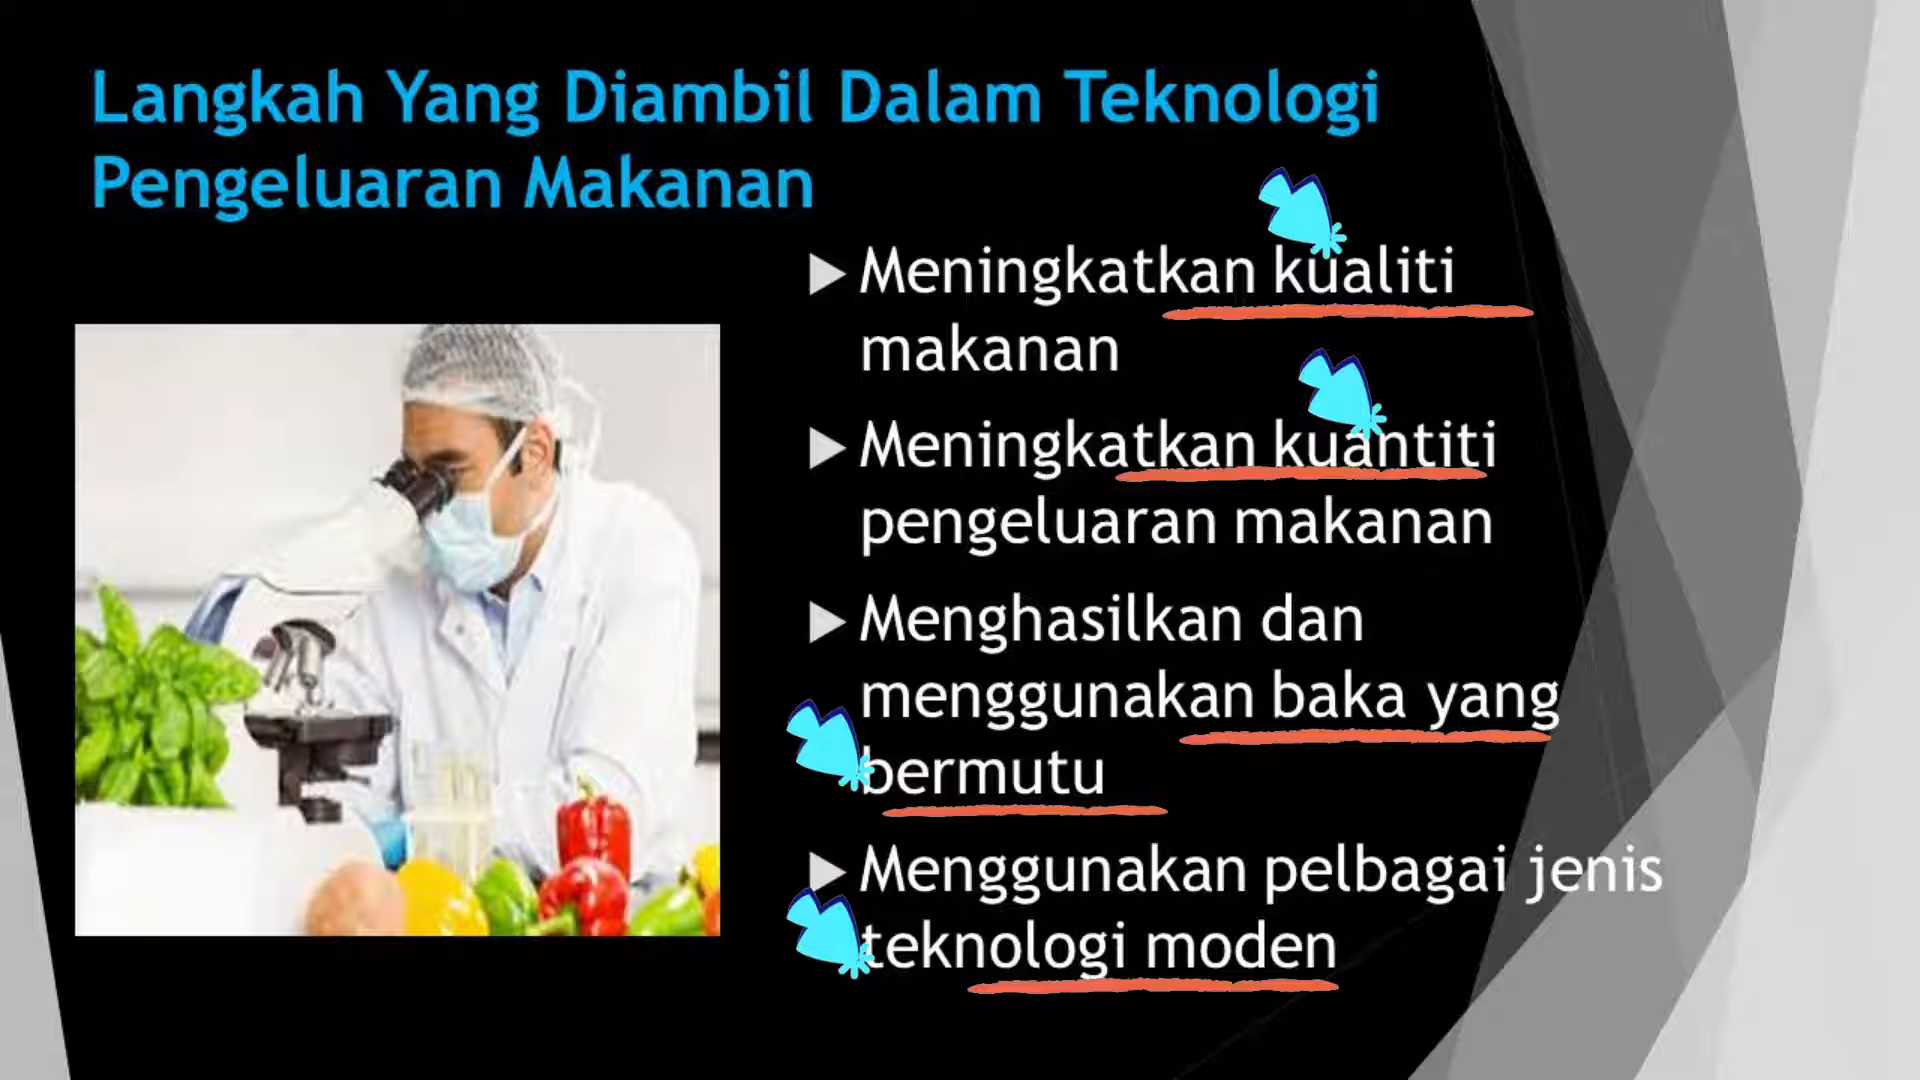 Langkah Yang Diambil Dalam Teknologi
Pengeluaran Makanan
Meningkatkan kualiti
makanan
Meningkatkan kuantiti
pengeluaran makanan
Menghasilkan dan
menggunakan baka yang
bermutu
Menggunakan pelbagai jenis
teknologi moden